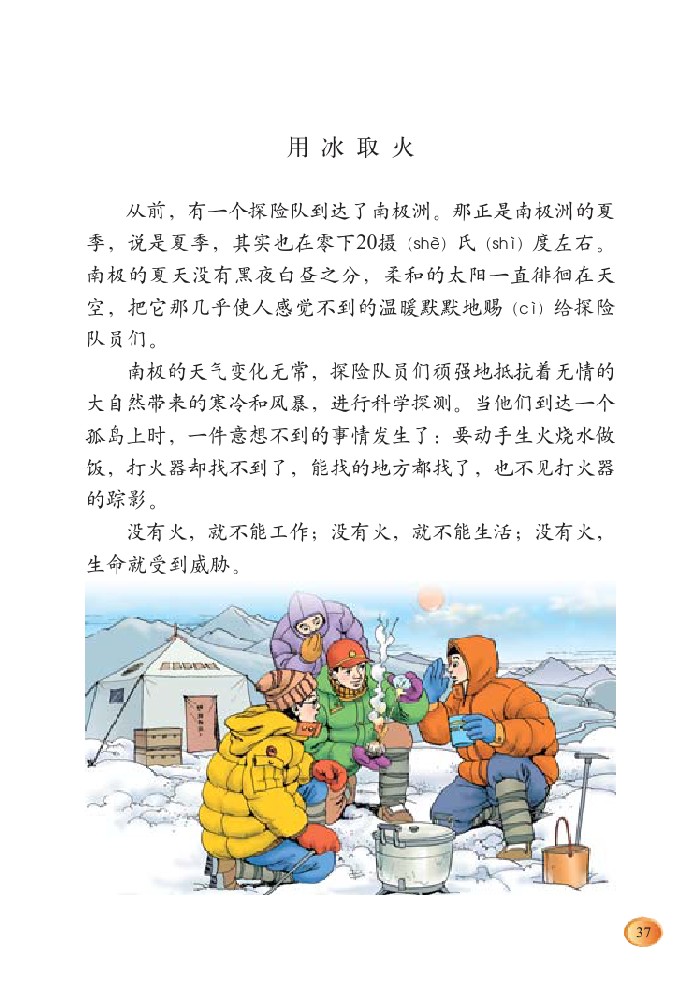 用冰取火
从前，有一个探险队到达了南极洲。那正是南极洲的夏
季，说是夏季，其实也在零下20摄（shē）氏（shì）度左右。
南极的夏天没有黑夜白昼之分，柔和的太阳一直徘徊在天
空，把它那几乎使人感觉不到的温暖默默地赐（cì）给探险
队员们。
南极的天气变化无常，探险队员们顽强地抵抗着无情的
大自然带来的寒冷和风暴，进行科学探测。当他们到达一个
孤岛上时，一件意想不到的事情发生了：要动手生火烧水做
饭，打火器却找不到了，能找的地方都找了，也不见打火器
的踪影。
没有火，就不能工作；没有火，就不能生活；没有火，
生命就受到威胁。
37